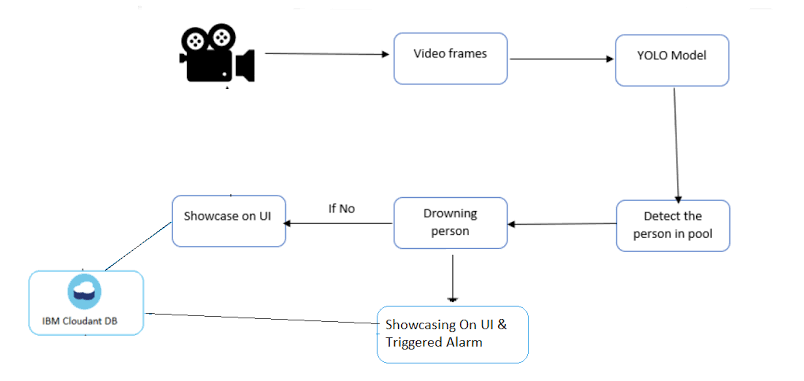 Video frames
YOLO Model
Showcase on UI
If No
Drowning
person
Detect the
person in pool
IBM Cloudant DB
Showcasing On UI &
Triggered Alarm